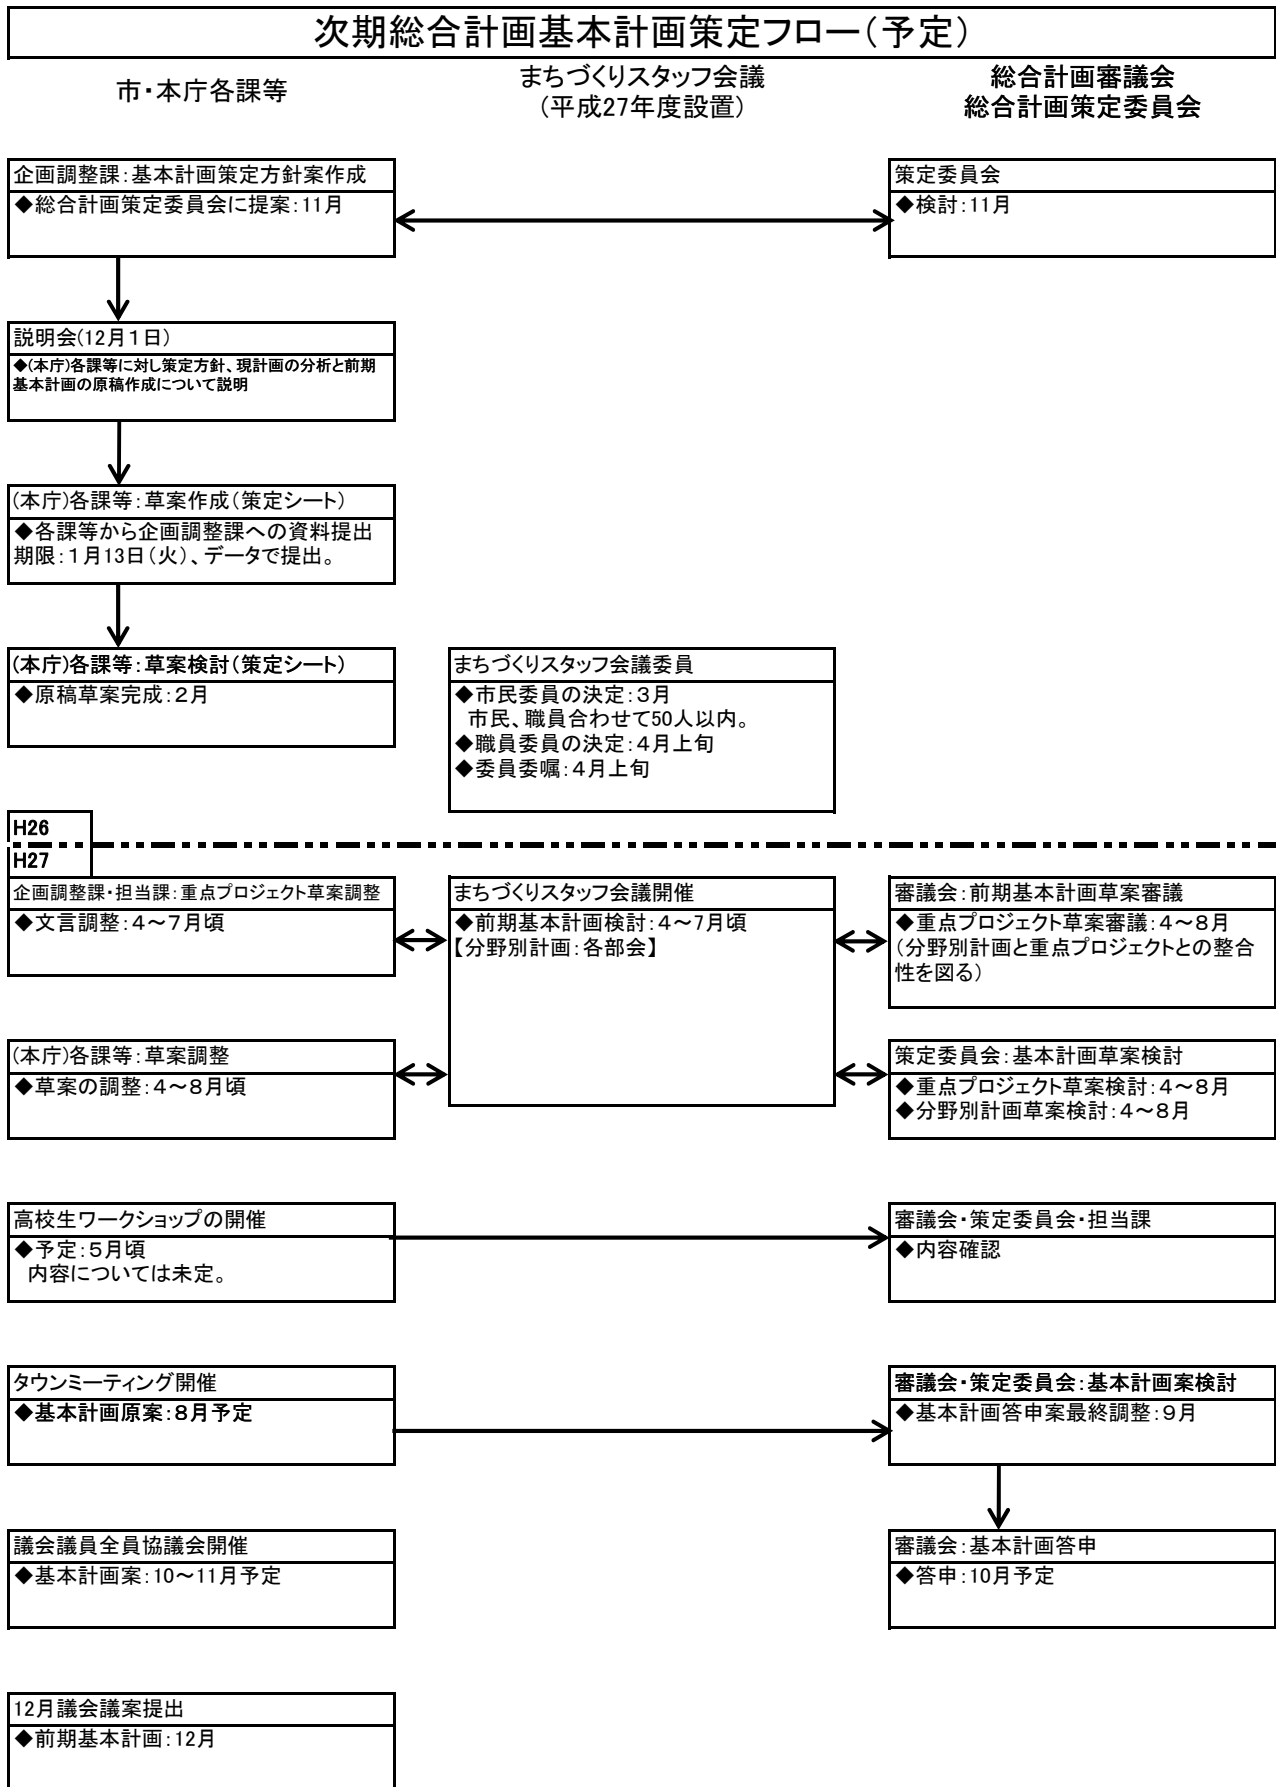 次期総合計画基本計画策定フロー(予定)
市・本庁各課等
まちづくりスタッフ会議
(平成27年度設置)
総合計画審議会
総合計画策定委員会
企画調整課:基本計画策定方針案作成
◆総合計画策定委員会に提案:11月
策定委員会
◆検討:11月
説明会(12月1日)
◆(本庁)各課等に対し策定方針、現計画の分析と前期
基本計画の原稿作成について説明
(本庁)各課等:草案作成(策定シート)
◆各課等から企画調整課への資料提出
期限:1月13日(火)、データで提出。
(本庁)各課等:草案検討(策定シート)
◆原稿草案完成:2月
まちづくりスタッフ会議委員
◆市民委員の決定:3月
市民、職員合わせて50人以内。
◆職員委員の決定:4月上旬
◆委員委嘱:4月上旬
H26
H27
企画調整課・担当課:重点プロジェクト草案調整
◆文言調整:4~7月頃
まちづくりスタッフ会議開催
◆前期基本計画検討:4~7月頃
【分野別計画:各部会】
審議会:前期基本計画草案審議
◆重点プロジェクト草案審議:4~8月
(分野別計画と重点プロジェクトとの整合
性を図る)
(本庁)各課等:草案調整
◆草案の調整:4~8月頃
策定委員会:基本計画草案検討
◆重点プロジェクト草案検討:4~8月
◆分野別計画草案検討:4~8月
高校生ワークショップの開催
◆予定:5月頃
内容については未定。
審議会・策定委員会・担当課
◆内容確認
タウンミーティング開催
◆基本計画原案:8月予定
審議会・策定委員会:基本計画案検討
◆基本計画答申案最終調整:9月
議会議員全員協議会開催
◆基本計画案:10~11月予定
審議会:基本計画答申
◆答申:10月予定
12月議会議案提出
◆前期基本計画:12月